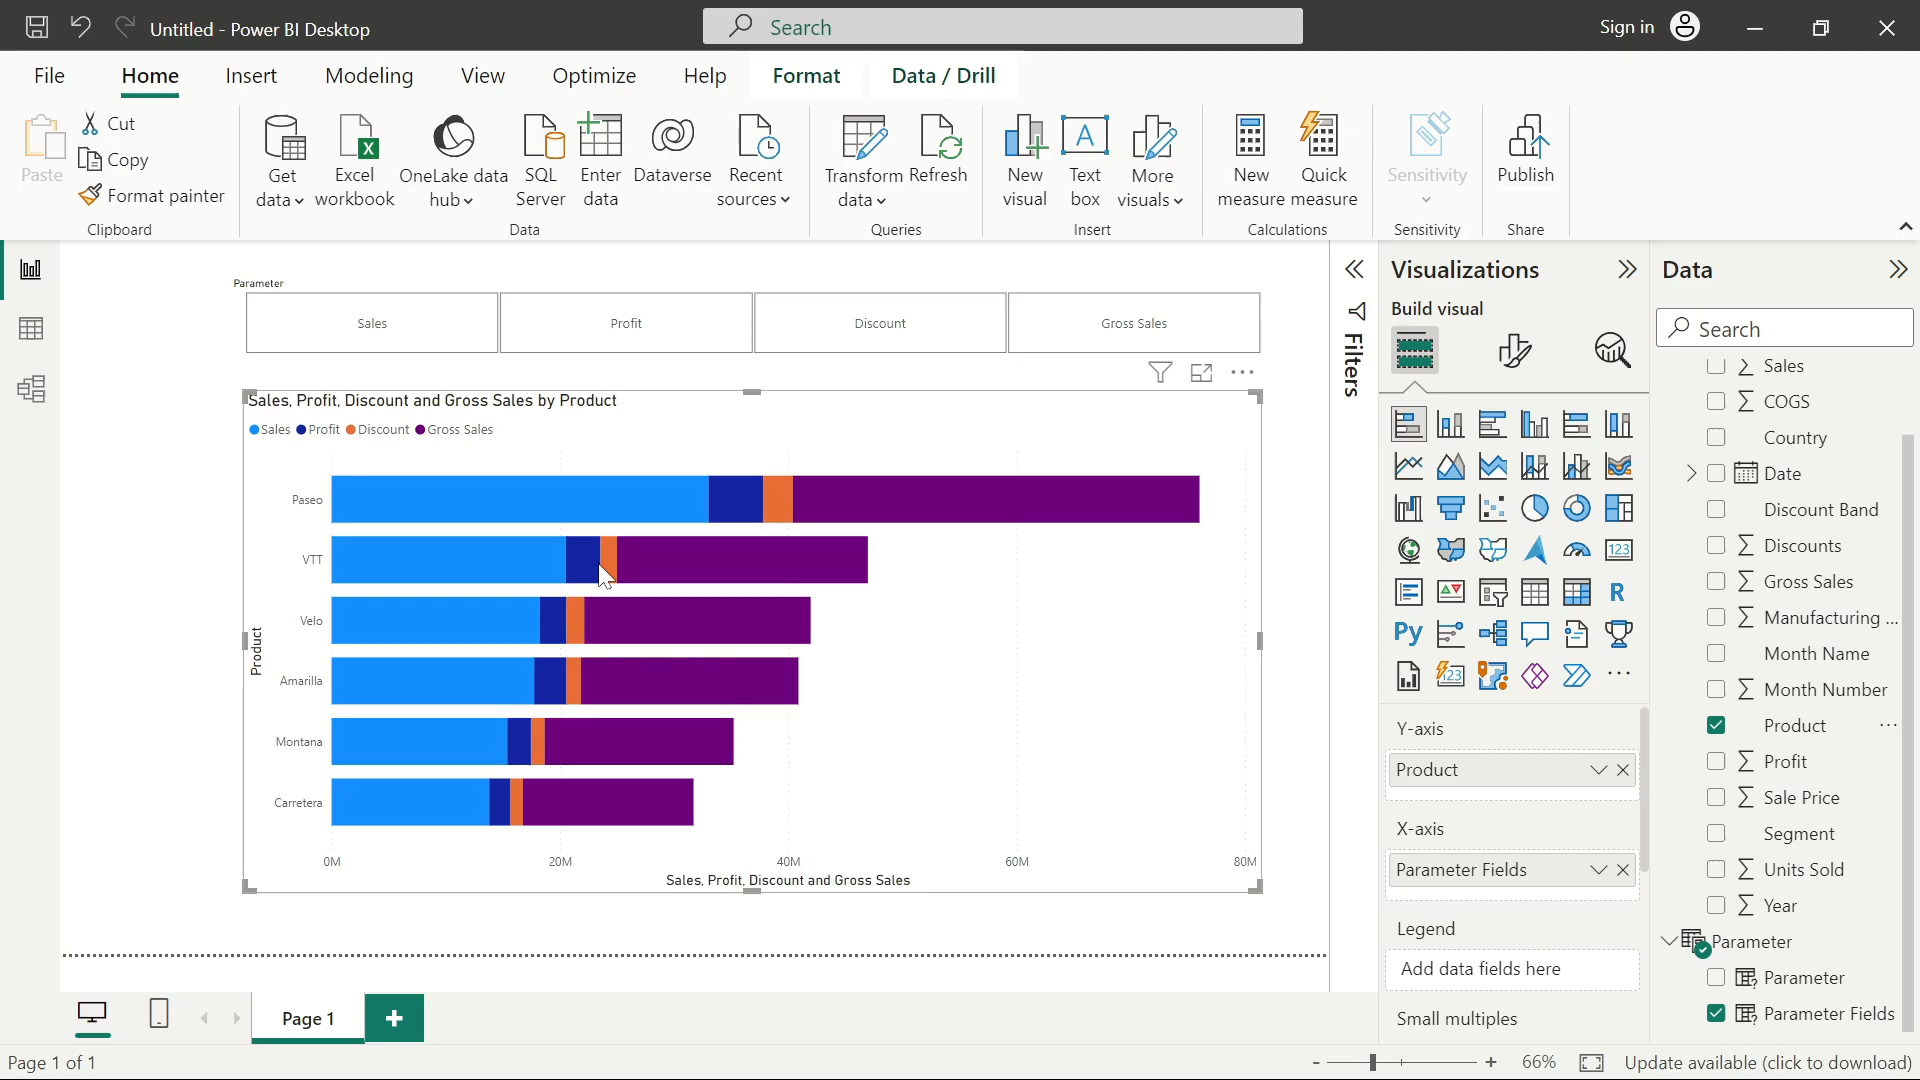 Untitled - Power BI Desktop
Search
Sign in
File
Home
Insert
Modeling
View
Optimize
Help
Format
Data / Drill
Paste
Cut
Copy
Format painter
Clipboard
Get data
Excel workbook
OneLake data hub
SQL Server
Enter data
Dataverse
Recent sources
Data
Transform data
Refresh
Queries
New visual
Text box
More visuals
Insert
New measure
Quick measure
Calculations
Sensitivity
Sensitivity
Publish
Share
Parameter
Sales
Profit
Discount
Gross Sales
Sales, Profit, Discount and Gross Sales by Product
Sales Profit Discount Gross Sales
Product
Paseo
VTT
Velo
Amarilla
Montana
Carretera
0M 20M 40M 60M 80M
Sales, Profit, Discount and Gross Sales
Filters
Visualizations
Build visual
123
R
Py
123
Y-axis
Product
X-axis
Parameter Fields
Legend
Add data fields here
Small multiples
Data
Search
Sales
COGS
Country
Date
Discount Band
Discounts
Gross Sales
Manufacturing ...
Month Name
Month Number
Product
Profit
Sale Price
Segment
Units Sold
Year
Parameter
Parameter
Parameter Fields
Page 1
Page 1 of 1
66%
Update available (click to download)